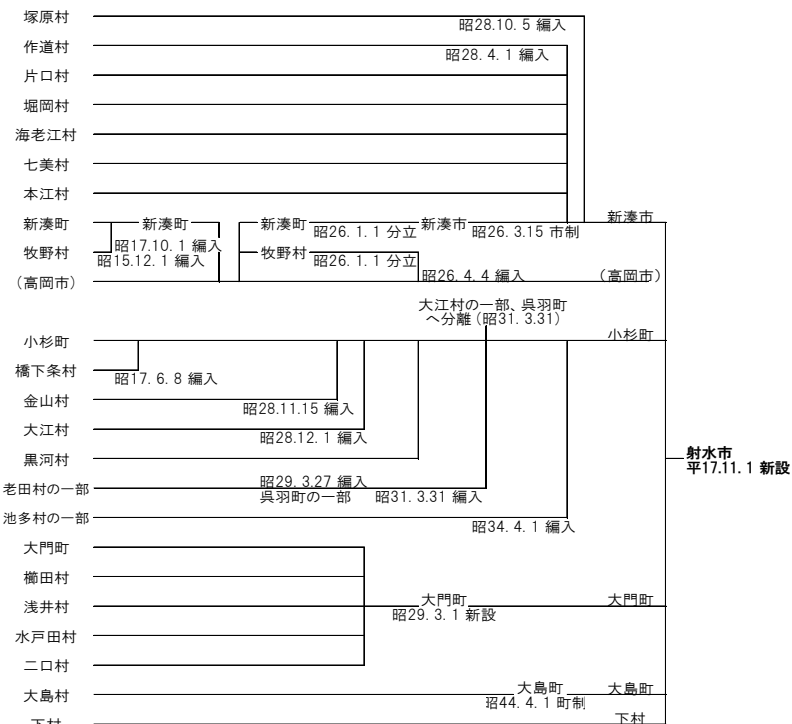 塚原村
昭28.10. 5 編入
作道村
昭28. 4. 1 編入
片口村
堀岡村
海老江村
七美村
本江村
新湊町
新湊町
新湊町
昭26. 1. 1 分立
新湊市
昭26. 3.15 市制
新湊市
牧野村
昭17.10. 1 編入
昭15.12. 1 編入
牧野村
昭26. 1. 1 分立
（高岡市）
昭26. 4. 4 編入
（高岡市）
大江村の一部、呉羽町
へ分離（昭31. 3.31）
小杉町
小杉町
橋下条村
昭17. 6. 8 編入
金山村
昭28.11.15 編入
大江村
昭28.12. 1 編入
黒河村
射水市
平17.11. 1 新設
老田村の一部
昭29. 3.27 編入
呉羽町の一部
昭31. 3.31 編入
池多村の一部
昭34. 4. 1 編入
大門町
櫛田村
浅井村
大門町
昭29. 3. 1 新設
大門町
水戸田村
二口村
大島村
大島町
昭44. 4. 1 町制
大島町
下村
下村